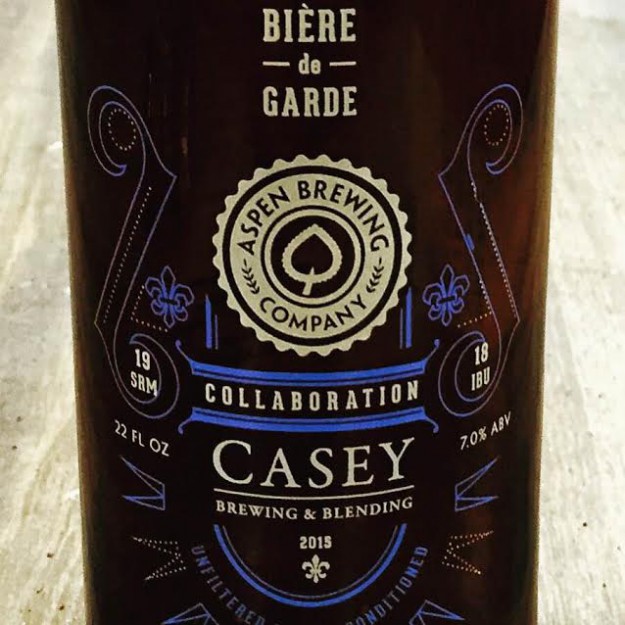 BIÈRE
de
GARDE
ASPEN BREWING
COMPANY
19
SRM
18
IBU
COLLABORATION
22 FL OZ
7.0% ABV
CASEY
BREWING & BLENDING
2015
UNFILTERED CONDITIONED